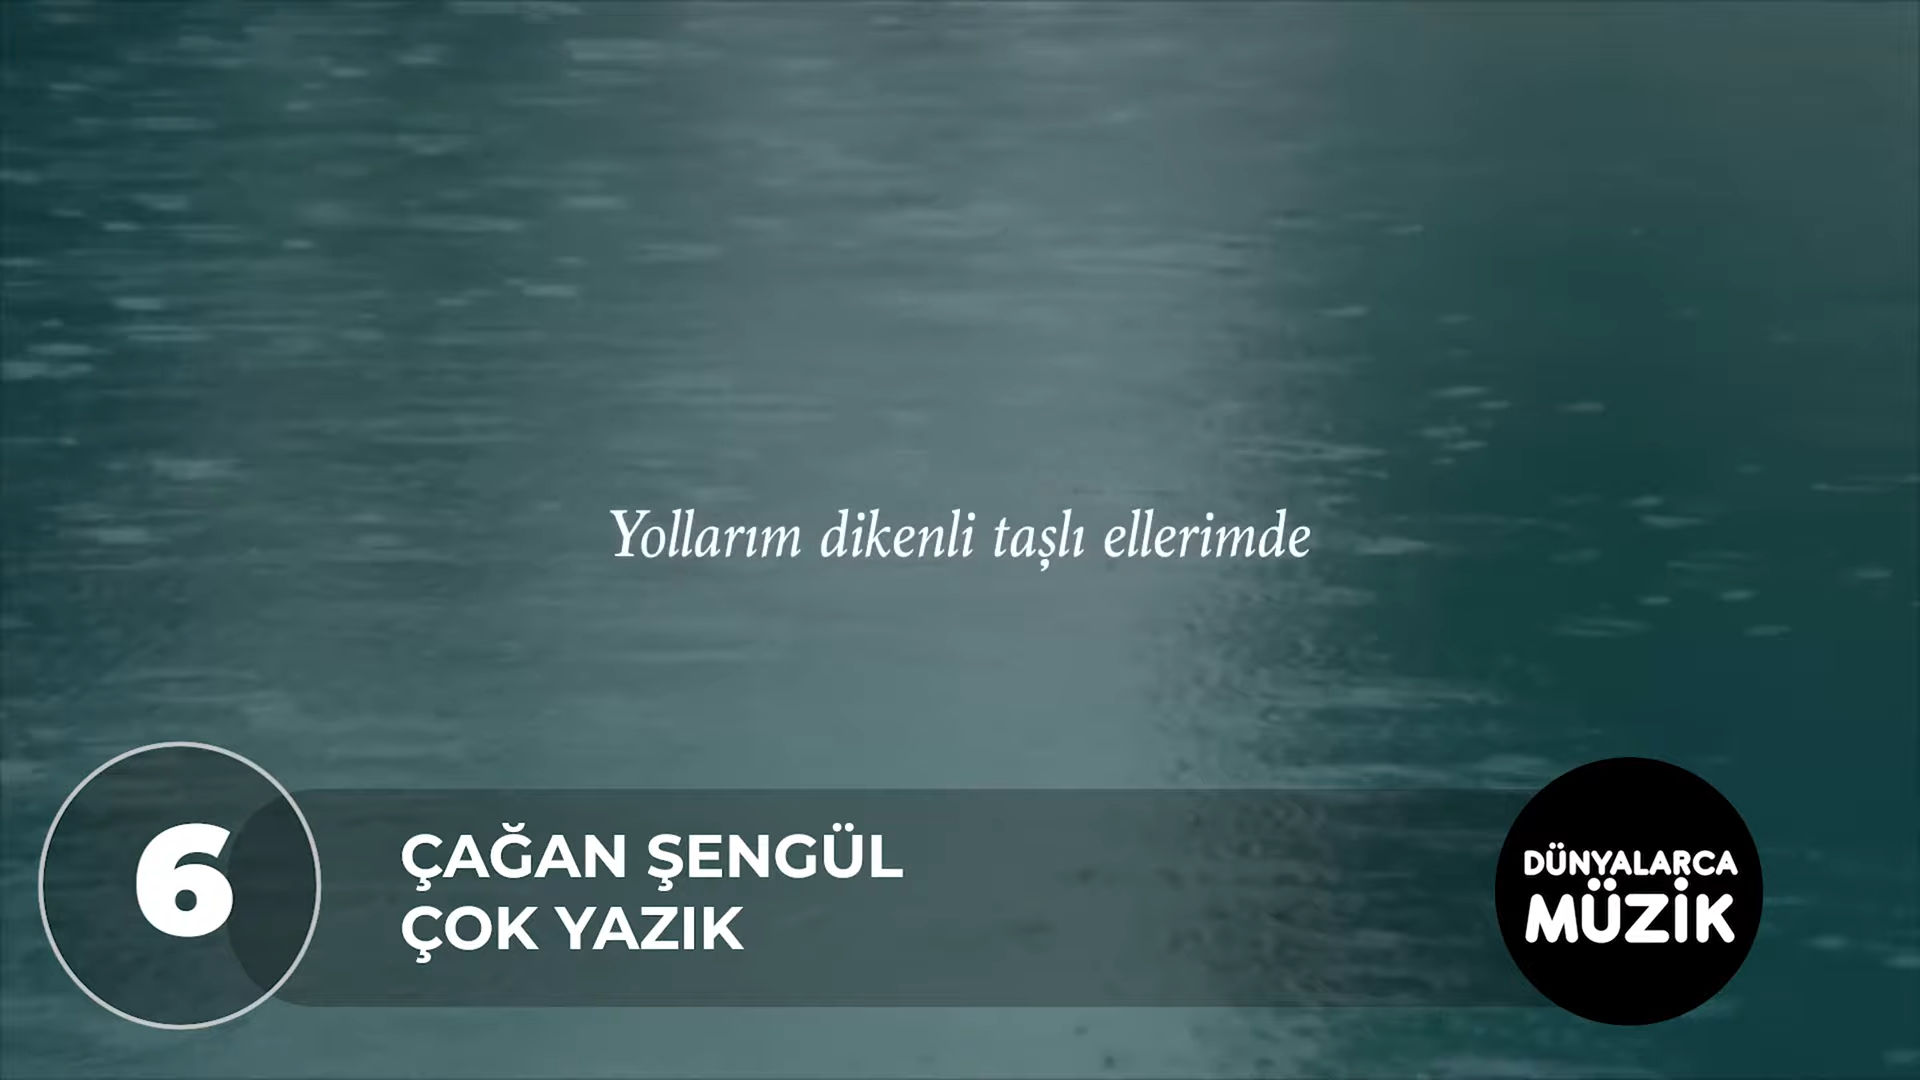 Yollarım dikenli taşlı ellerimde
6
ÇAĞAN ŞENGÜL
ÇOK YAZIK
DÜNYALARCA
MÜZİK